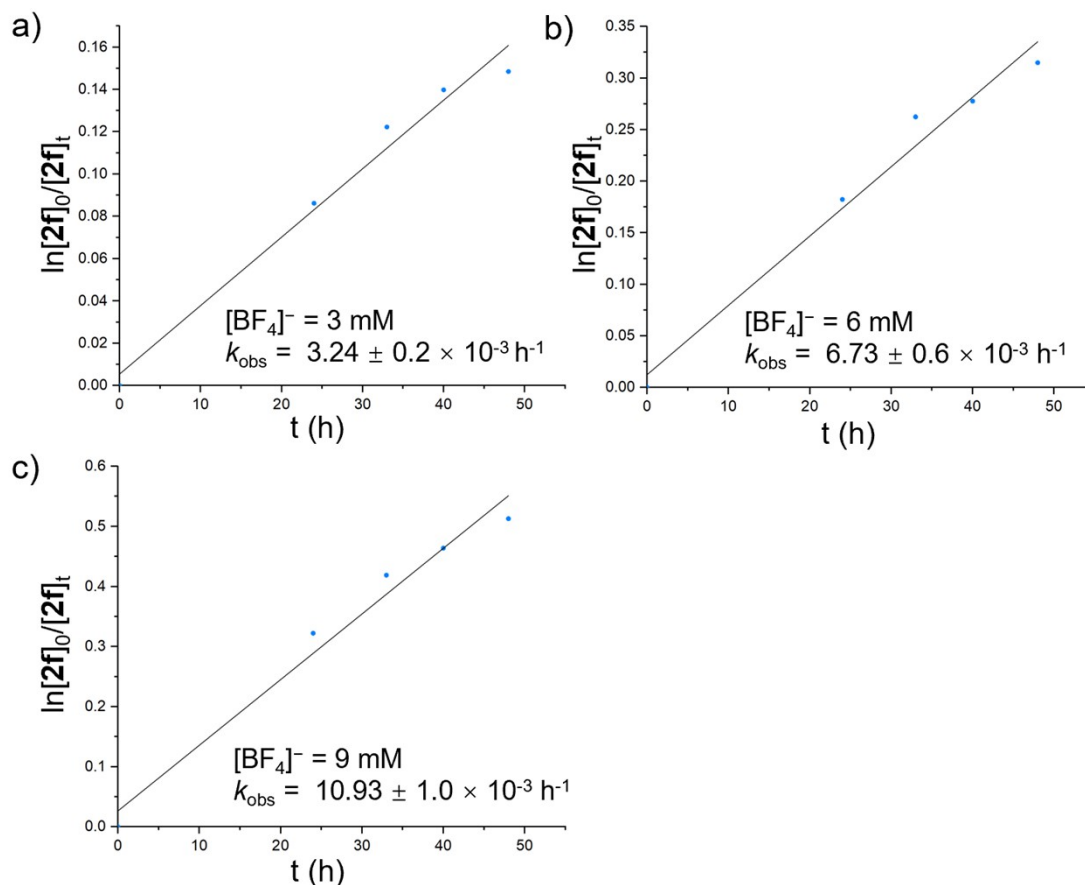 a)
ln[2f]₀/[2f]ₜ
0.16
0.14
0.12
0.10
0.08
0.06
0.04
0.02
0.00
[BF₄]⁻ = 3 mM
k_obs = 3.24 ± 0.2 × 10⁻³ h⁻¹
0 10 20 30 40 50
t (h)
b)
ln[2f]₀/[2f]ₜ
0.35
0.30
0.25
0.20
0.15
0.10
0.05
0.00
[BF₄]⁻ = 6 mM
k_obs = 6.73 ± 0.6 × 10⁻³ h⁻¹
0 10 20 30 40 50
t (h)
c)
ln[2f]₀/[2f]ₜ
0.6
0.5
0.4
0.3
0.2
0.1
0.0
[BF₄]⁻ = 9 mM
k_obs = 10.93 ± 1.0 × 10⁻³ h⁻¹
0 10 20 30 40 50
t (h)